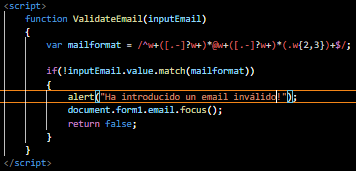 <script>
function ValidateEmail(inputEmail)
{
var mailformat = /^w+([.-]?w+)*@w+([.-]?w+)*(.w{2,3})+$/;
if(!inputEmail.value.match(mailformat))
{
alert("Ha introducido un email inválido!");
document.form1.email.focus();
return false;
}
}
</script>